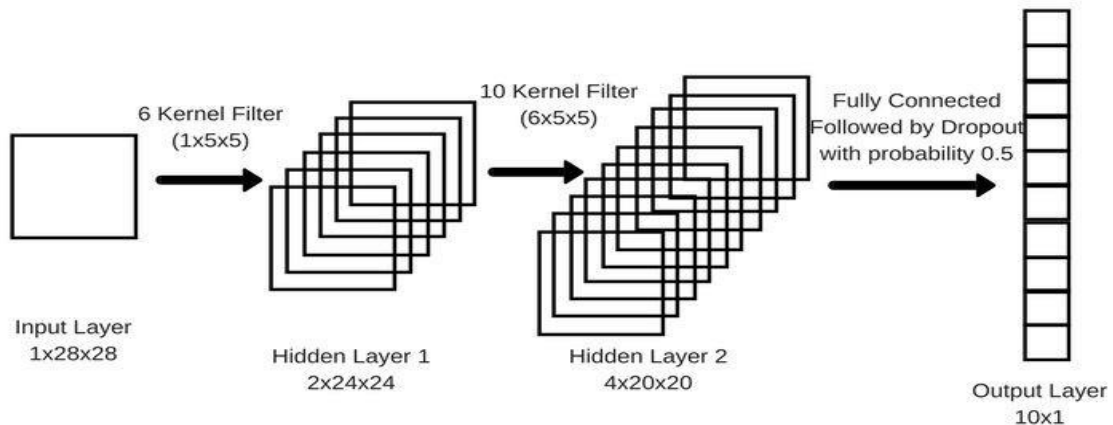 6 Kernel Filter
(1x5x5)
10 Kernel Filter
(6x5x5)
Fully Connected
Followed by Dropout
with probability 0.5
Input Layer
1x28x28
Hidden Layer 1
2x24x24
Hidden Layer 2
4x20x20
Output Layer
10x1